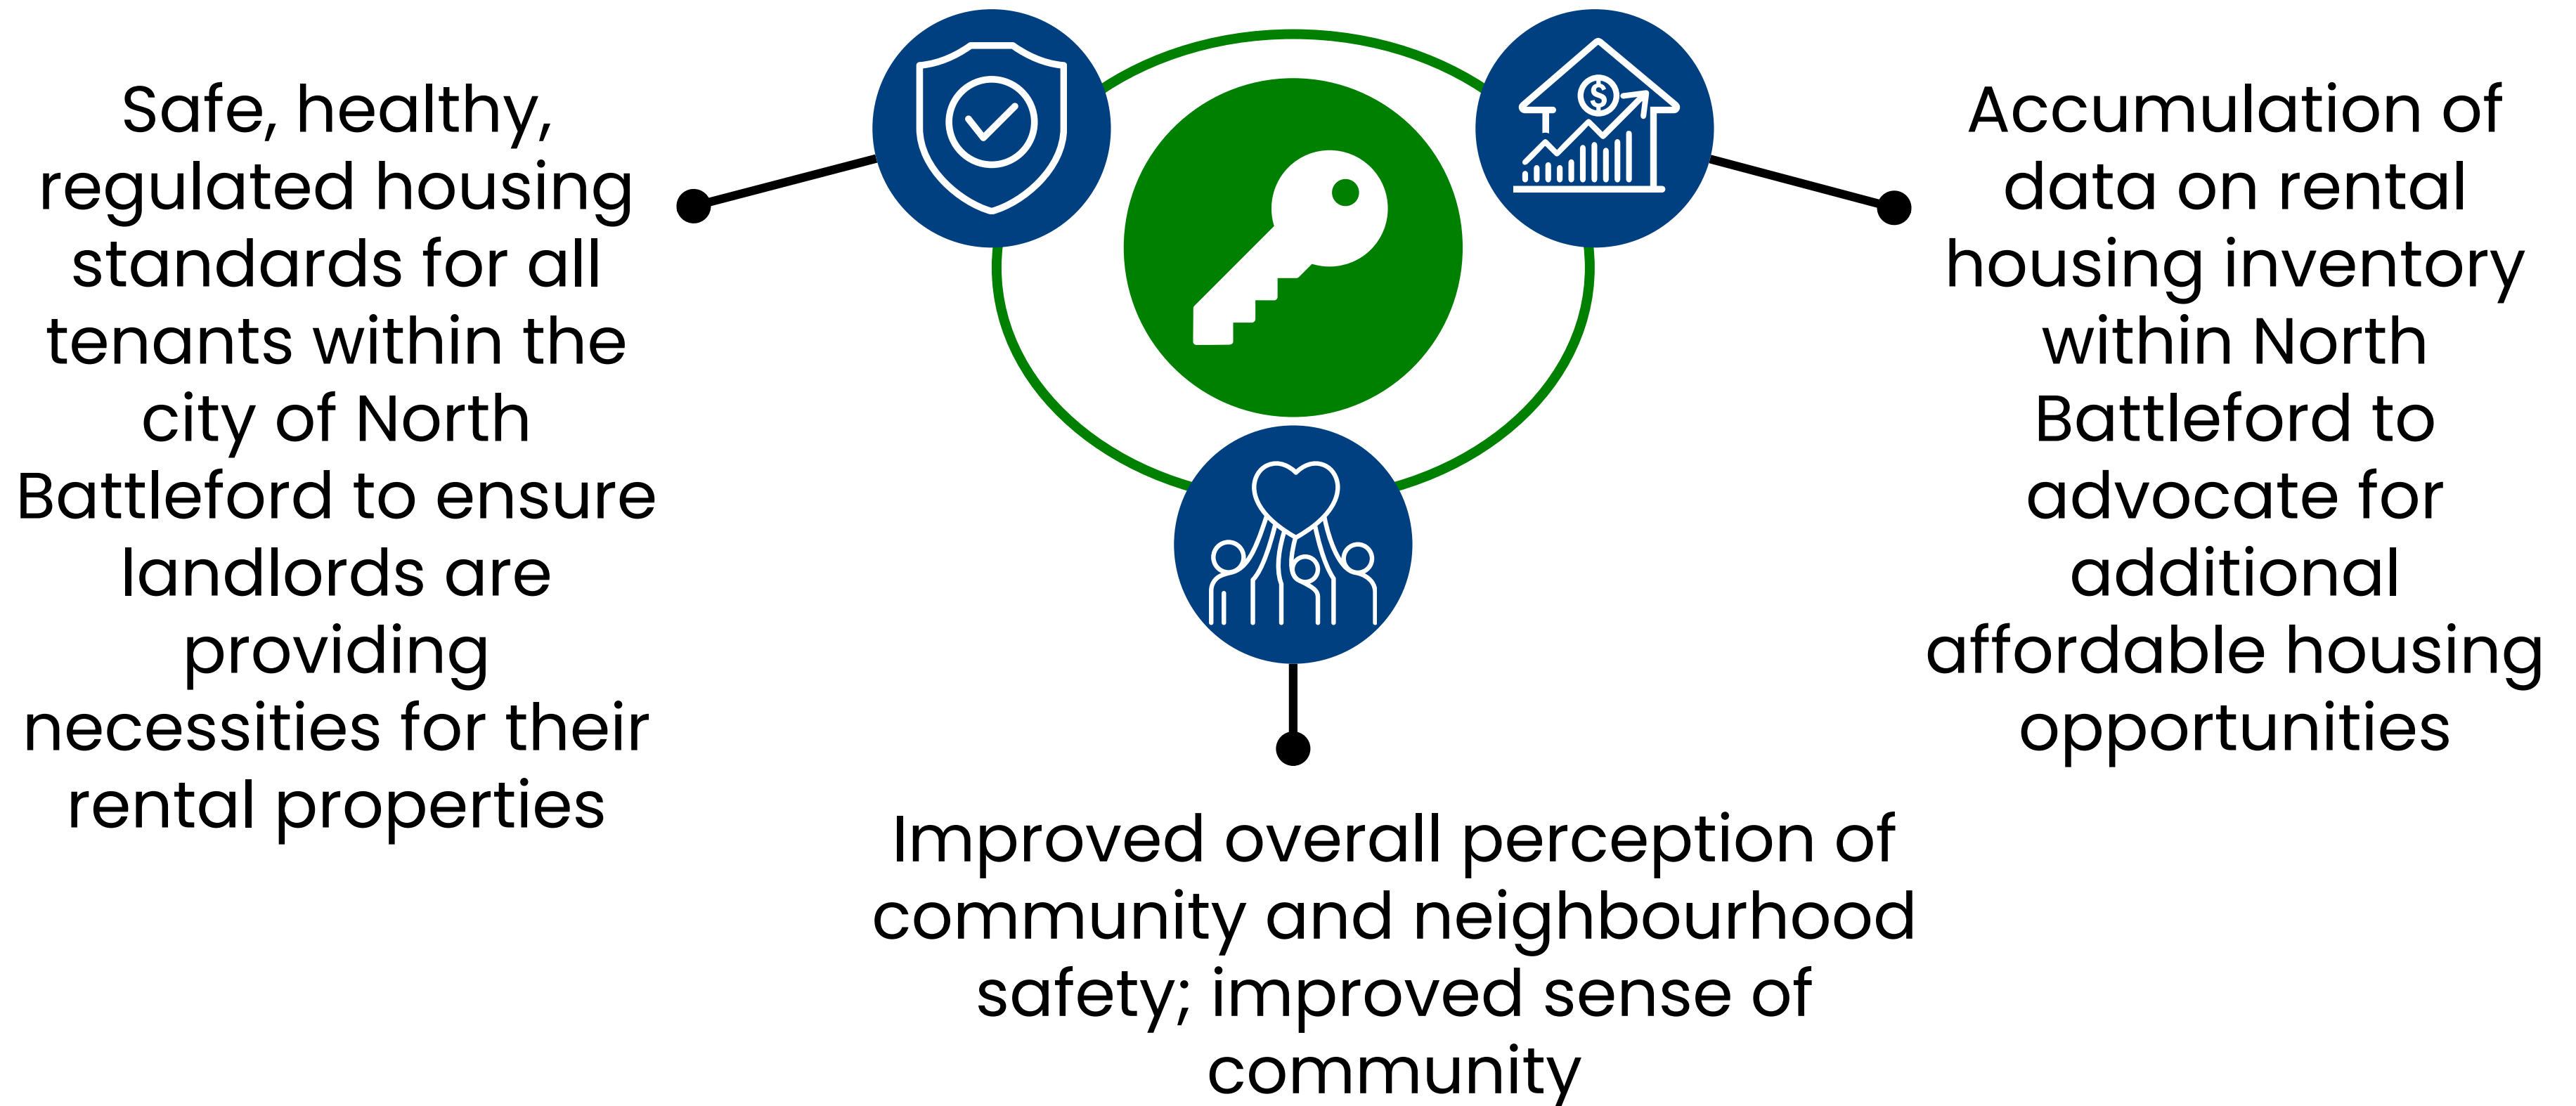 Safe, healthy,
regulated housing
standards for all
tenants within the
city of North
Battleford to ensure
landlords are
providing
necessities for their
rental properties
$
Accumulation of
data on rental
housing inventory
within North
Battleford to
advocate for
additional
affordable housing
opportunities
Improved overall perception of
community and neighbourhood
safety; improved sense of
community